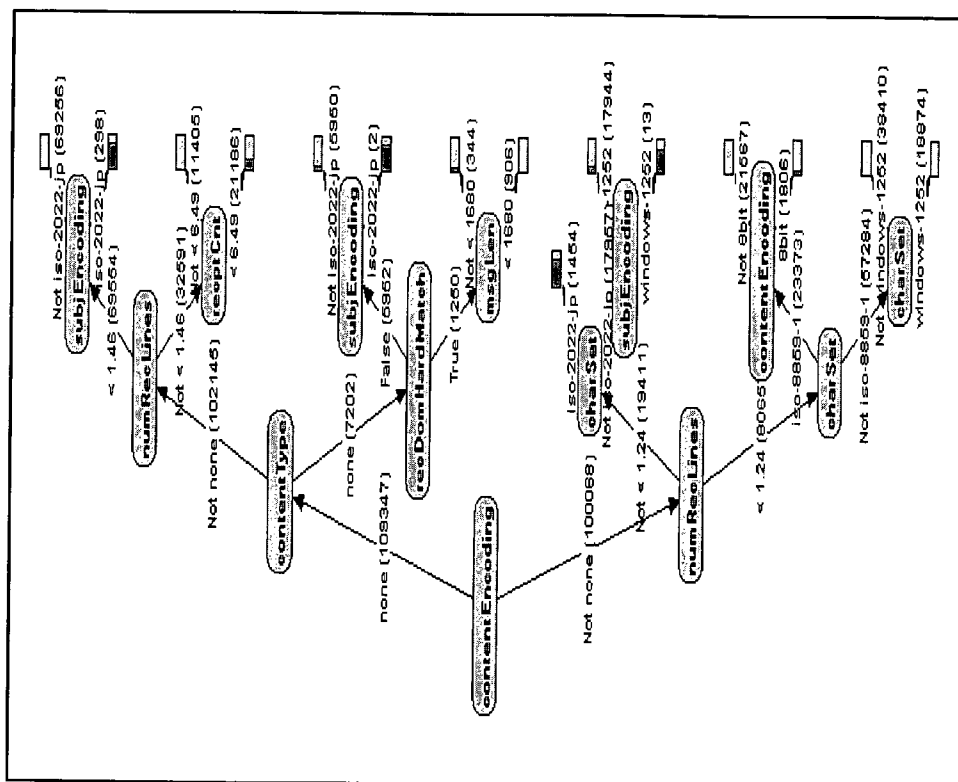 Not iso-2022-jp (69256)
subjEncoding
iso-2022-jp (298)
< 1.46 (69554)
numRecLines
Not < 1.46 (32591)
Not < 6.49 (11405)
recptCnt
< 6.49 (21186)
Not none (102145)
contentType
none (7202)
Not iso-2022-jp (5950)
subjEncoding
iso-2022-jp (2)
False (5952)
recDomHardMatch
True (1250)
Not < 1680 (344)
msgLen
< 1680 (906)
none (109347)
contentEncoding
Not none (100068)
iso-2022-jp (1454)
charSet
Not iso-2022-jp (17957)
-1252 (17944)
subjEncoding
windows-1252 (13)
Not < 1.24 (19411)
numRecLines
< 1.24 (80657)
Not 8bit (21567)
contentEncoding
8bit (1806)
iso-8859-1 (23373)
charSet
Not iso-8859-1 (57284)
Not windows-1252 (38410)
charSet
windows-1252 (18874)